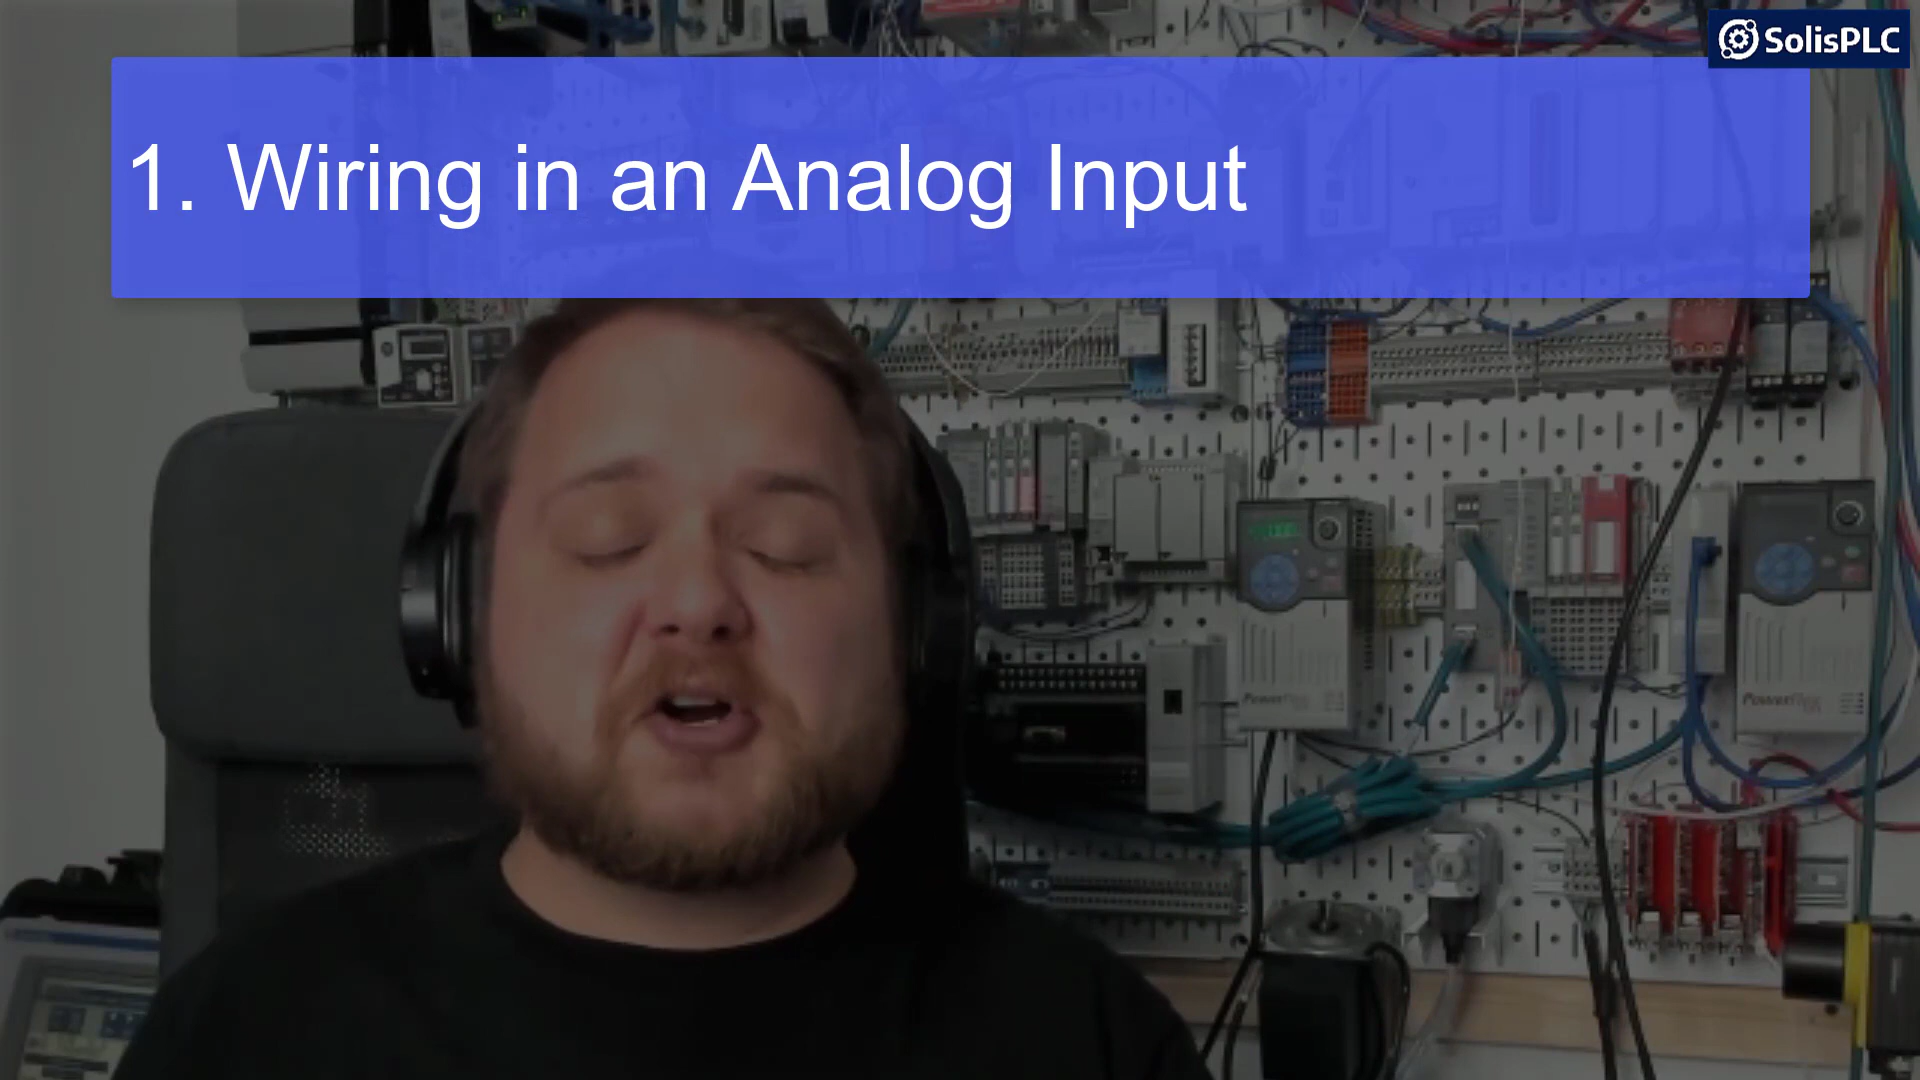 SolisPLC
1. Wiring in an Analog Input
PowerFlex
PowerFlex